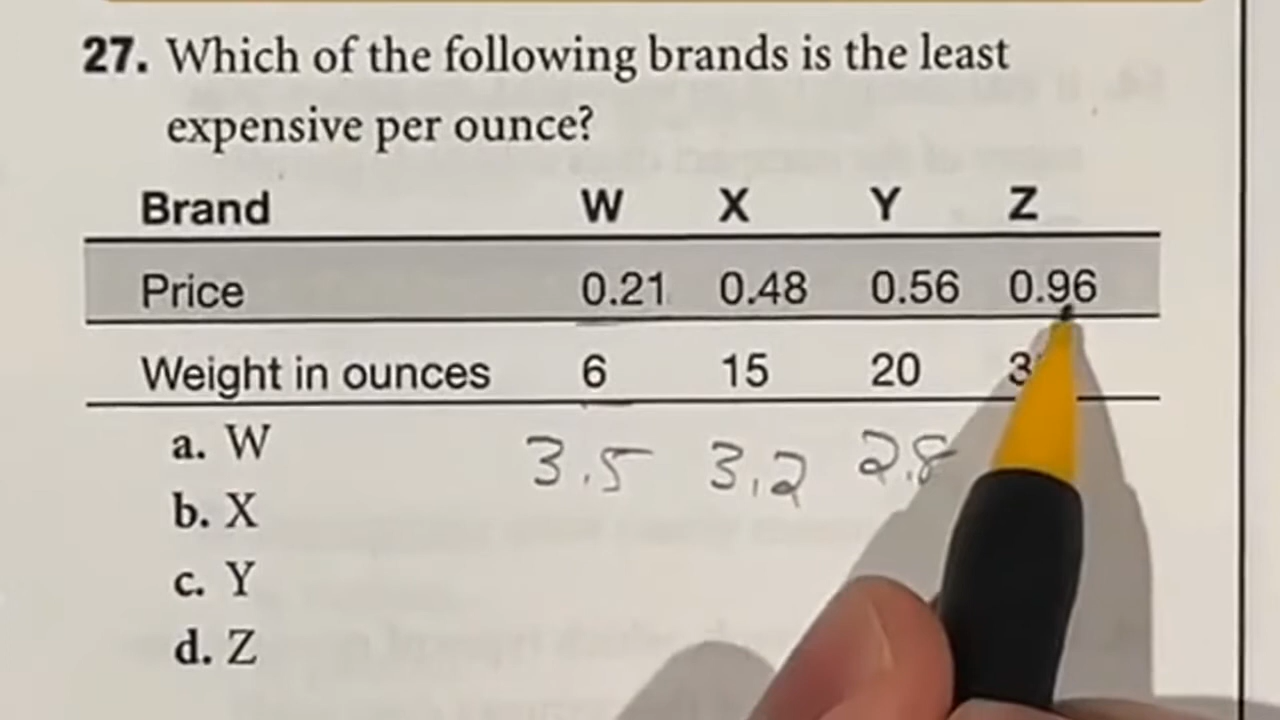 27. Which of the following brands is the least
expensive per ounce?
Brand W X Y Z
Price 0.21 0.48 0.56 0.96
Weight in ounces 6 15 20
3.5 3.2 2.8
a. W
b. X
c. Y
d. Z